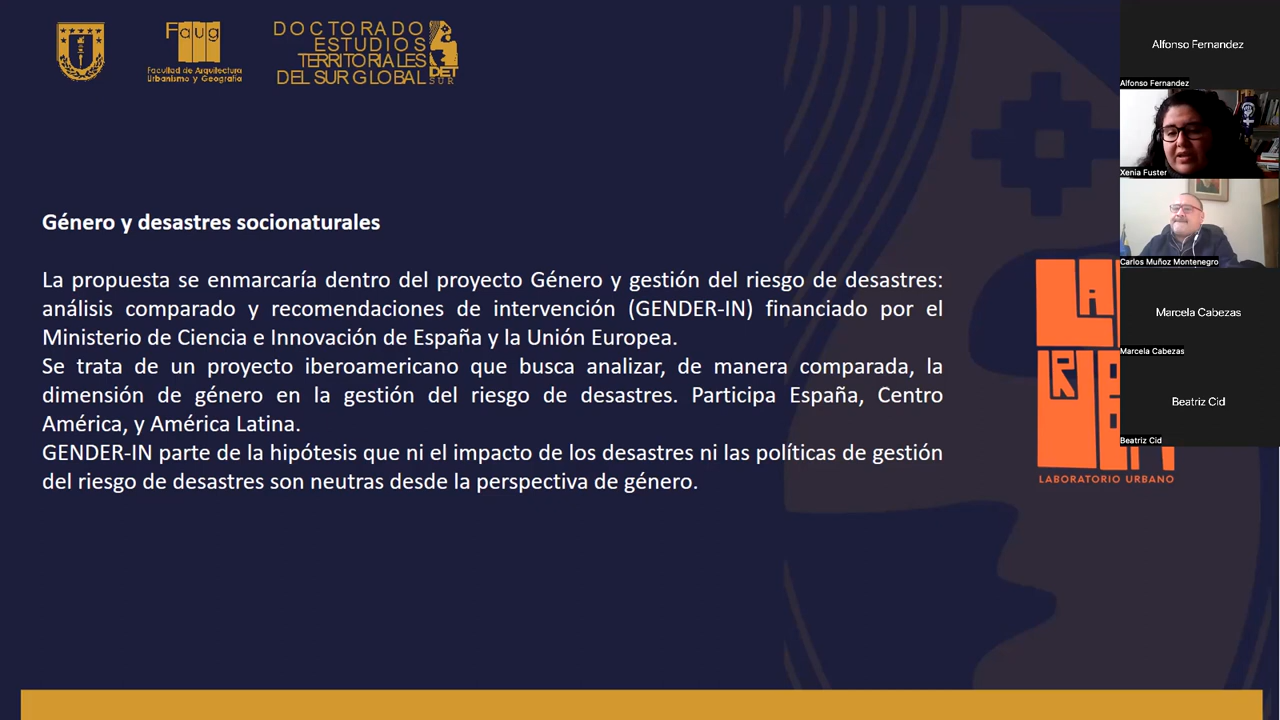 Faug
Facultad de Arquitectura
Urbanismo y Geografía
DOCTORADO
ESTUDIOS
TERRITORIALES
DEL SUR GLOBAL
DET
SUR
Género y desastres socionaturales
La propuesta se enmarcaría dentro del proyecto Género y gestión del riesgo de desastres:
análisis comparado y recomendaciones de intervención (GENDER-IN) financiado por el
Ministerio de Ciencia e Innovación de España y la Unión Europea.
Se trata de un proyecto iberoamericano que busca analizar, de manera comparada, la
dimensión de género en la gestión del riesgo de desastres. Participa España, Centro
América, y América Latina.
GENDER-IN parte de la hipótesis que ni el impacto de los desastres ni las políticas de gestión
del riesgo de desastres son neutras desde la perspectiva de género.
LABORATORIO URBANO
Alfonso Fernandez
Alfonso Fernandez
Xenia Fuster
Carlos Muñoz Montenegro
Marcela Cabezas
Marcela Cabezas
Beatriz Cid
Beatriz Cid